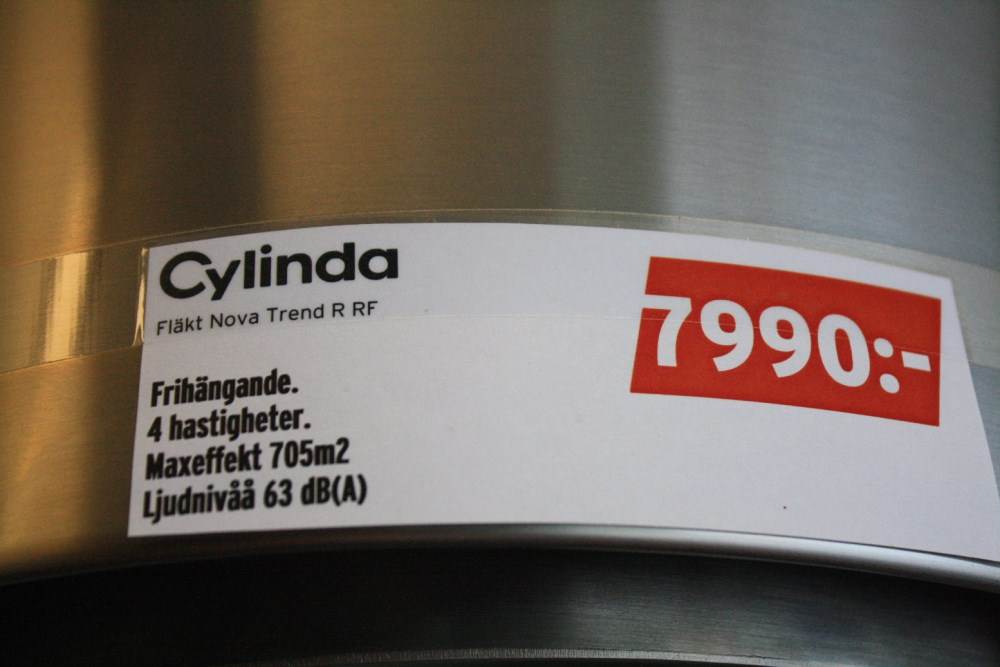 Cylinda
Fläkt Nova Trend R RF
7990:-
Frihängande.
4 hastigheter.
Maxeffekt 705m2
Ljudnivåå 63 dB(A)